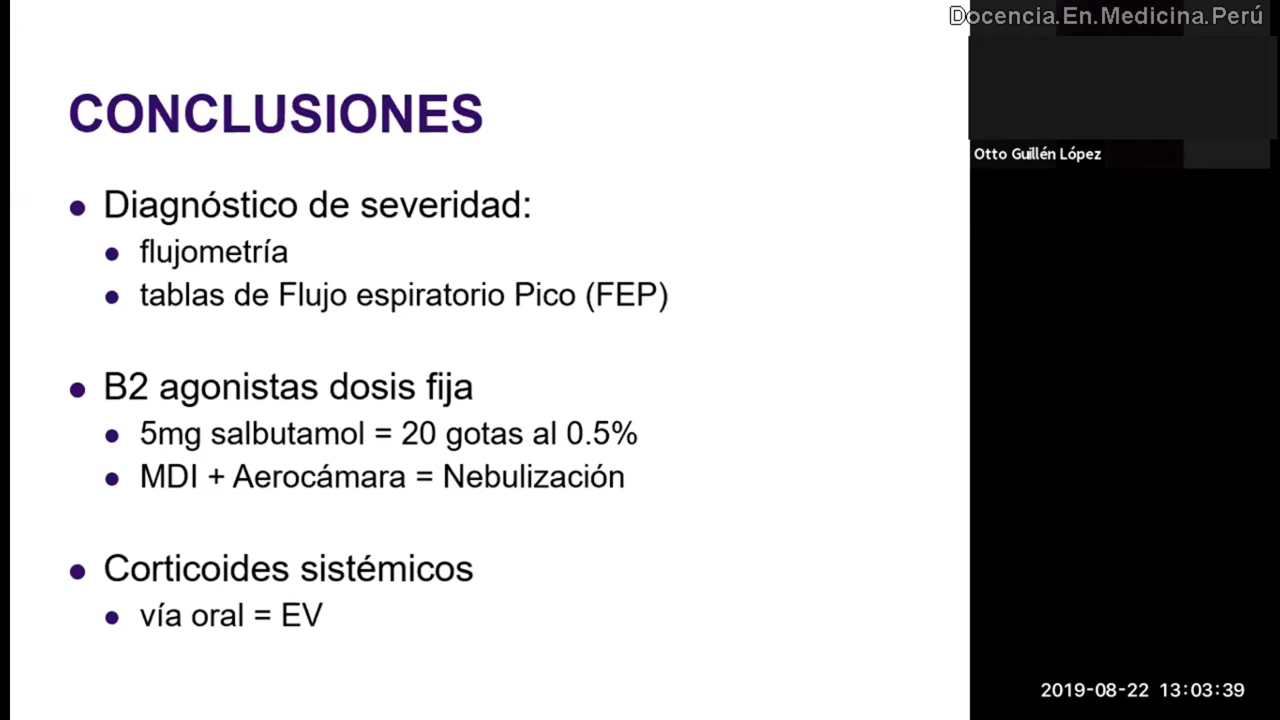 Docencia.En.Medicina.Perú
CONCLUSIONES
Diagnóstico de severidad:
flujometría
tablas de Flujo espiratorio Pico (FEP)
B2 agonistas dosis fija
5mg salbutamol = 20 gotas al 0.5%
MDI + Aerocámara = Nebulización
Corticoides sistémicos
vía oral = EV
Otto Guillén López
2019-08-22 13:03:39